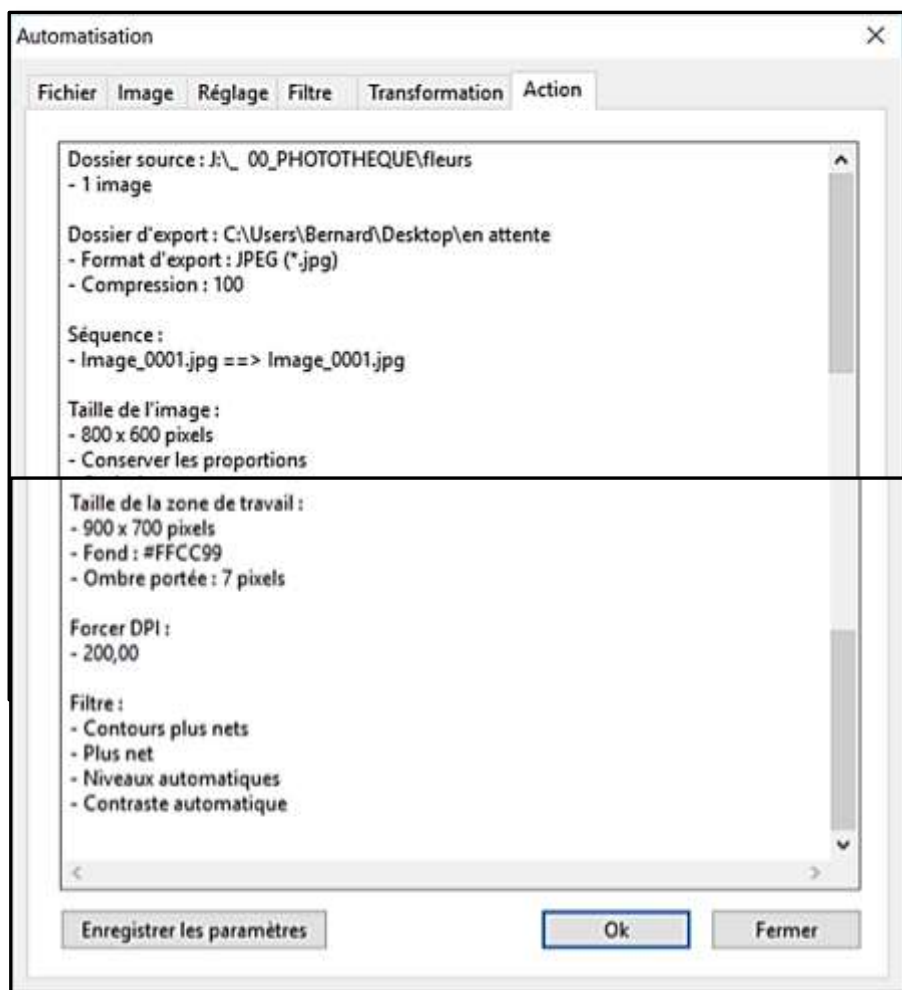 Automatisation
Fichier Image Réglage Filtre Transformation Action
Dossier source : J:\_ 00_PHOTOTHEQUE\fleurs
- 1 image
Dossier d'export : C:\Users\Bernard\Desktop\en attente
- Format d'export : JPEG (*.jpg)
- Compression : 100
Séquence :
- Image_0001.jpg ==> Image_0001.jpg
Taille de l'image :
- 800 x 600 pixels
- Conserver les proportions
Taille de la zone de travail :
- 900 x 700 pixels
- Fond : #FFCC99
- Ombre portée : 7 pixels
Forcer DPI :
- 200,00
Filtre :
- Contours plus nets
- Plus net
- Niveaux automatiques
- Contraste automatique
Enregistrer les paramètres Ok Fermer